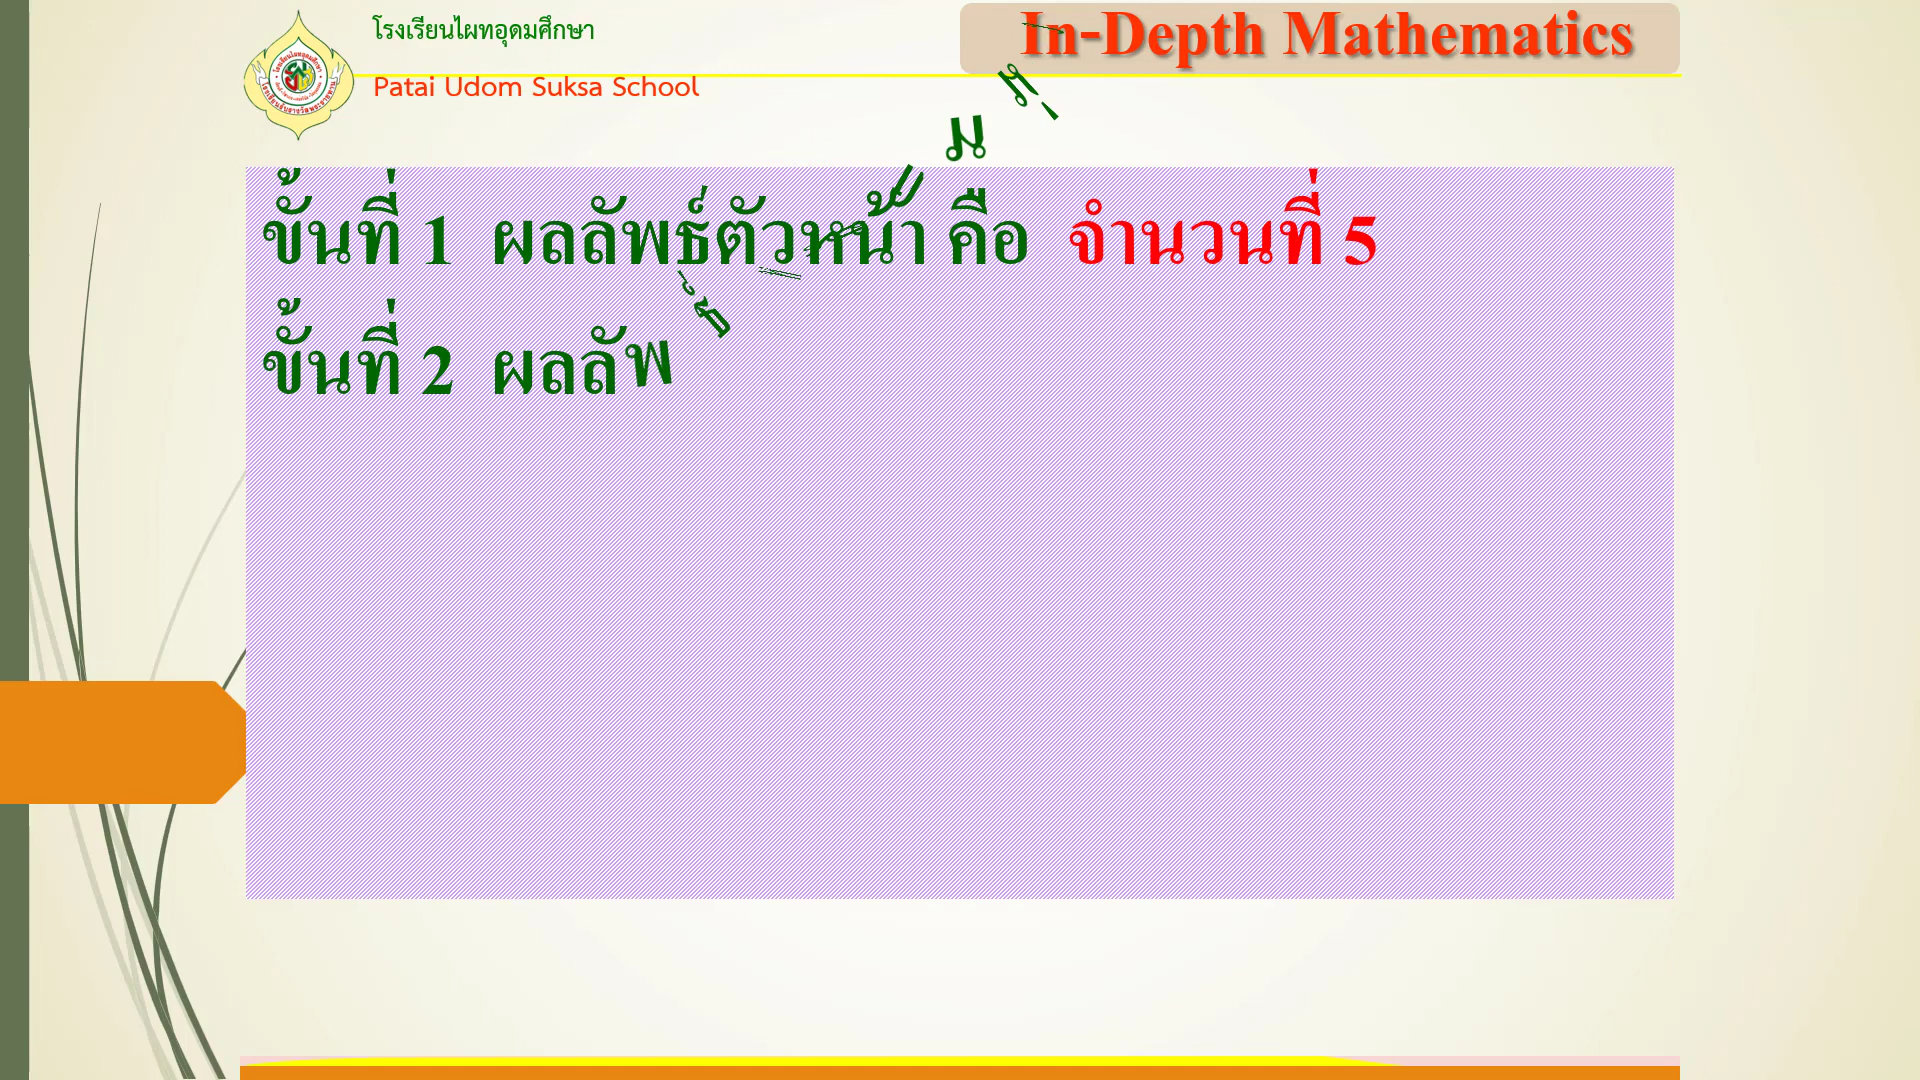 โรงเรียนไผทอุดมศึกษา
In-Depth Mathematics
Patai Udom Suksa School
ขั้นที่ 1 ผลลัพธ์ตัวหน้า คือ จำนวนที่ 5
ขั้นที่ 2 ผลลัพ